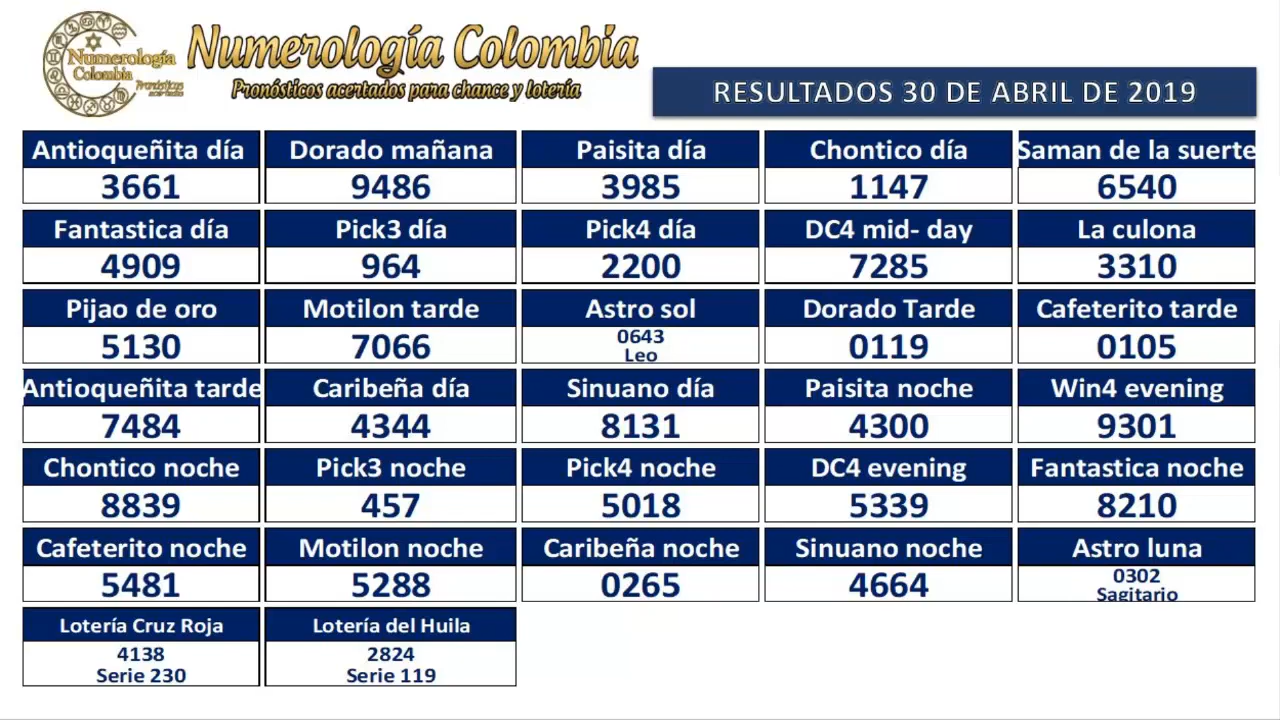 Numerología
Colombia
Pronósticos
Numerología Colombia
Pronósticos acertados para chance y lotería
RESULTADOS 30 DE ABRIL DE 2019
Antioqueñita día
3661
Dorado mañana
9486
Paisita día
3985
Chontico día
1147
Saman de la suerte
6540
Fantastica día
4909
Pick3 día
964
Pick4 día
2200
DC4 mid- day
7285
La culona
3310
Pijao de oro
5130
Motilon tarde
7066
Astro sol
0643
Leo
Dorado Tarde
0119
Cafeterito tarde
0105
Antioqueñita tarde
7484
Caribeña día
4344
Sinuano día
8131
Paisita noche
4300
Win4 evening
9301
Chontico noche
8839
Pick3 noche
457
Pick4 noche
5018
DC4 evening
5339
Fantastica noche
8210
Cafeterito noche
5481
Motilon noche
5288
Caribeña noche
0265
Sinuano noche
4664
Astro luna
0302
Sagitario
Lotería Cruz Roja
4138
Serie 230
Lotería del Huila
2824
Serie 119